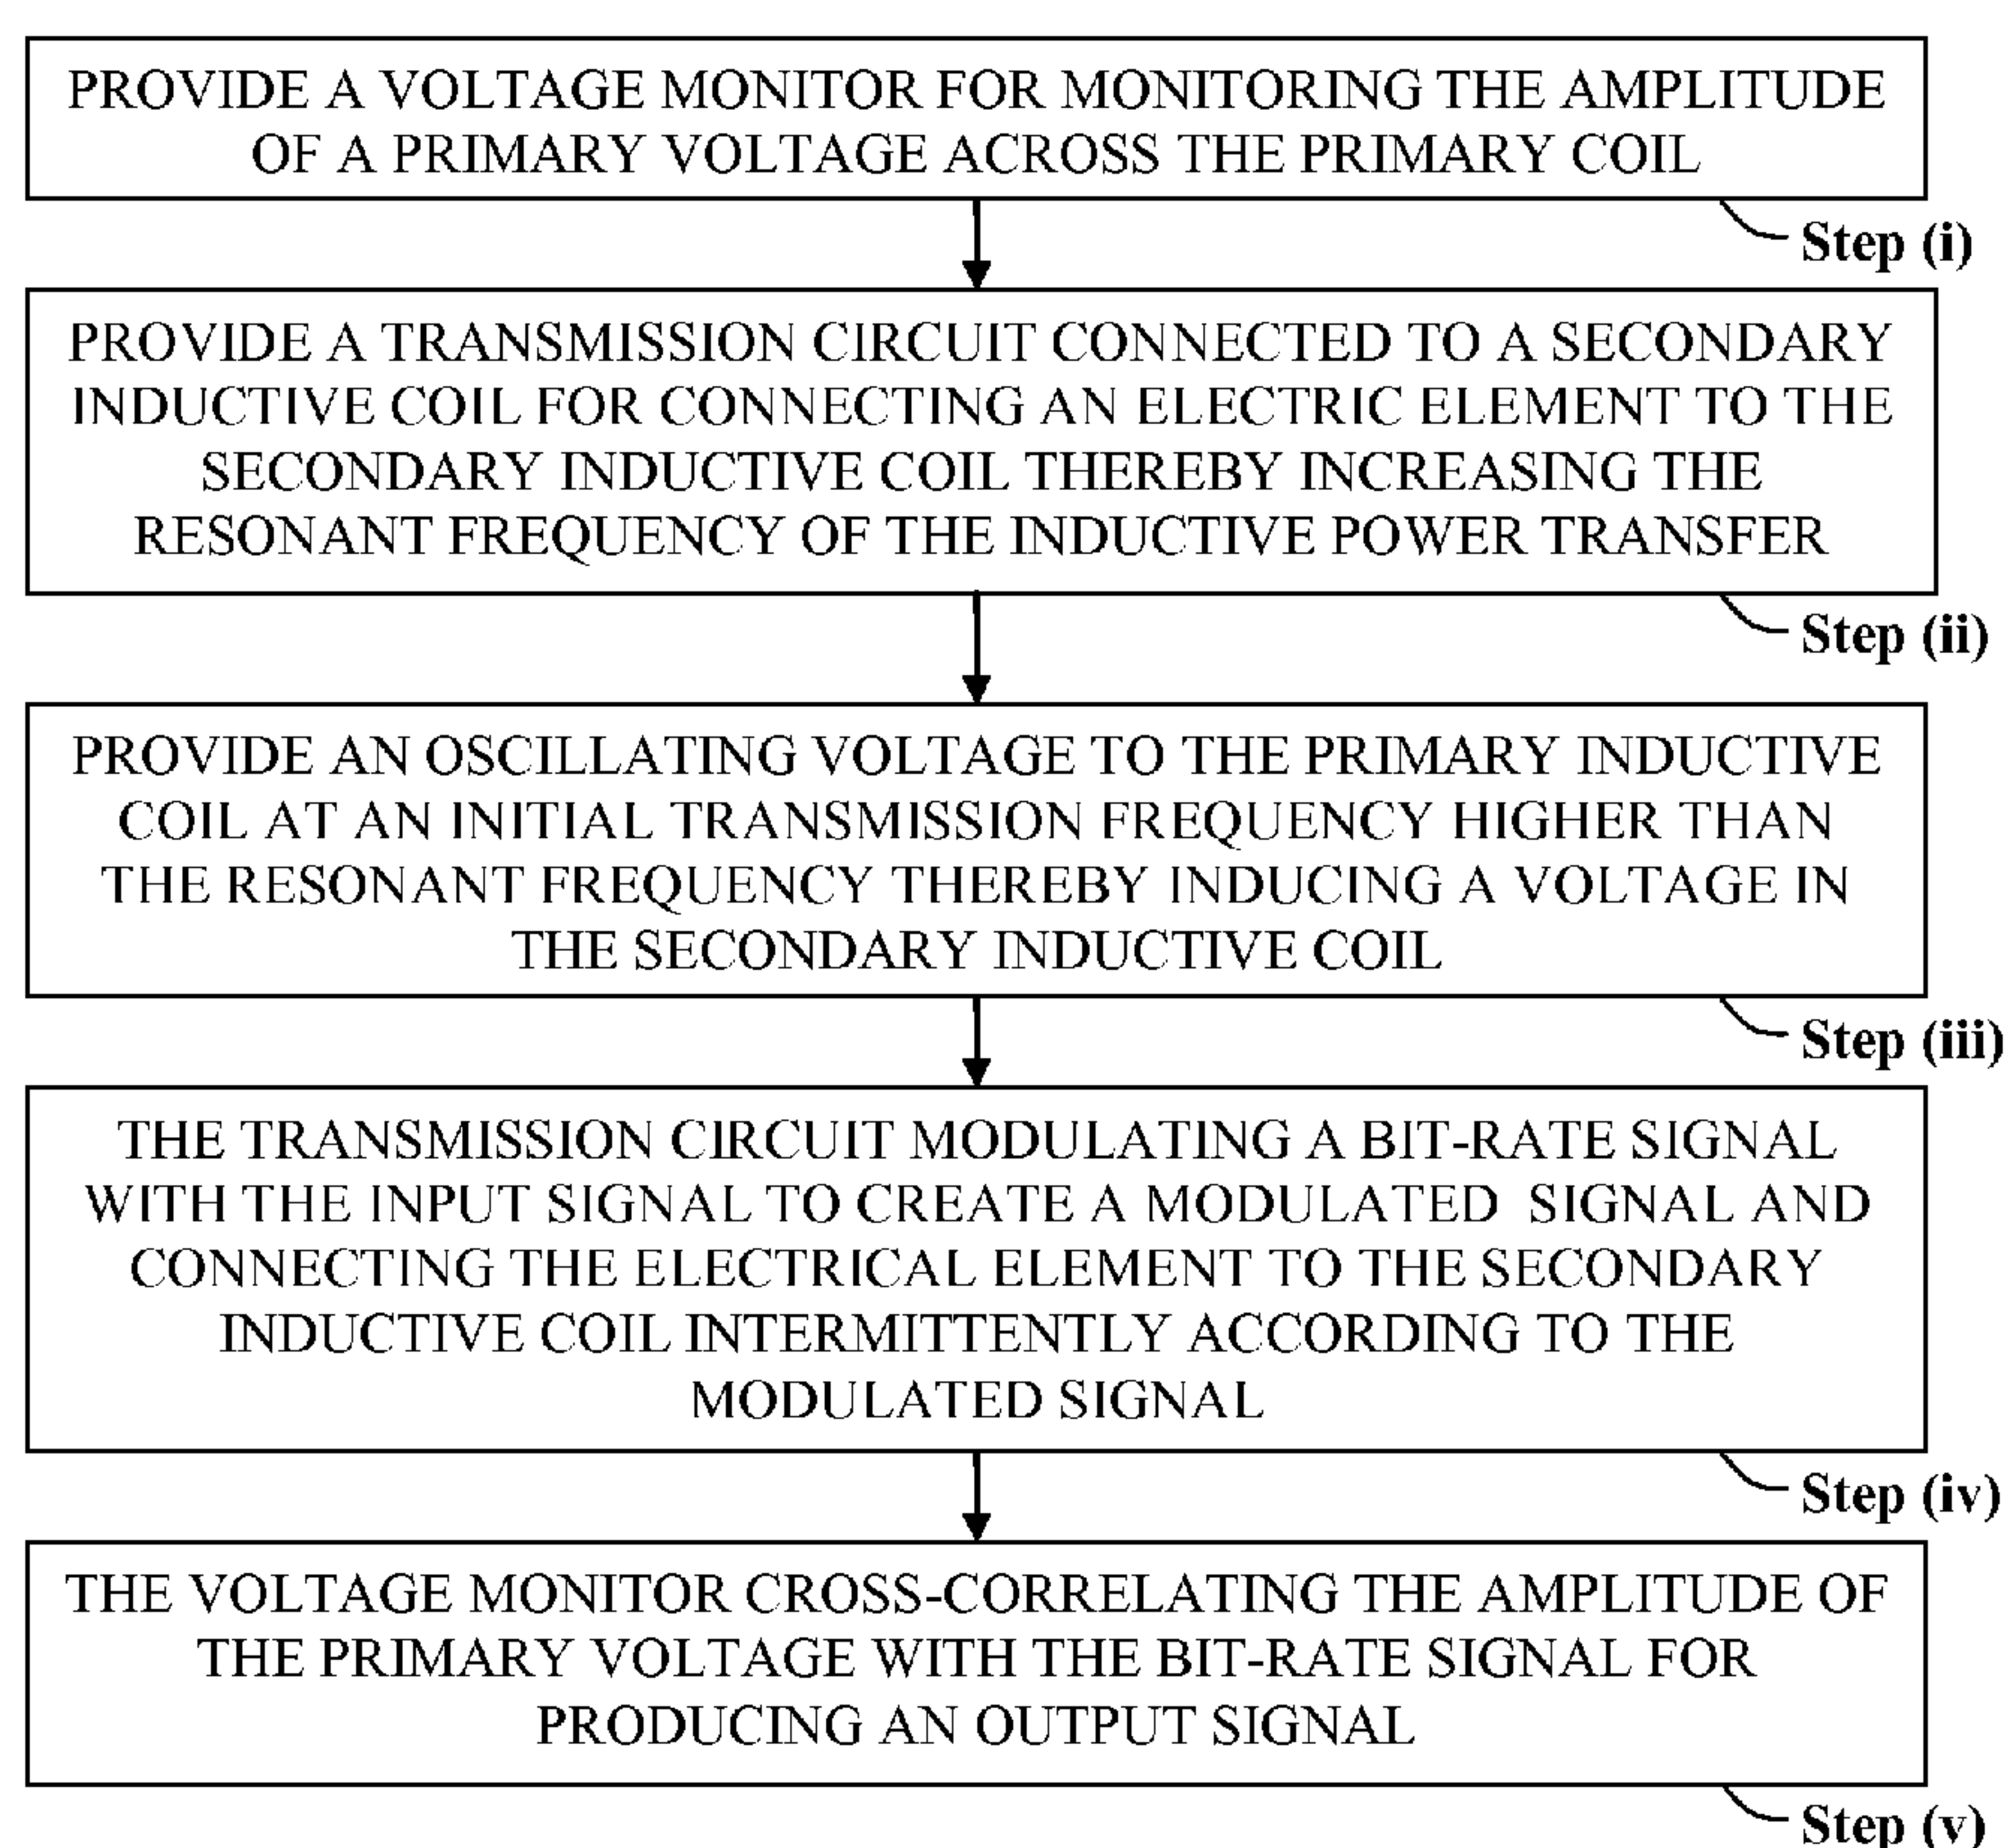 PROVIDE A VOLTAGE MONITOR FOR MONITORING THE AMPLITUDE
OF A PRIMARY VOLTAGE ACROSS THE PRIMARY COIL
Step (i)
PROVIDE A TRANSMISSION CIRCUIT CONNECTED TO A SECONDARY
INDUCTIVE COIL FOR CONNECTING AN ELECTRIC ELEMENT TO THE
SECONDARY INDUCTIVE COIL THEREBY INCREASING THE
RESONANT FREQUENCY OF THE INDUCTIVE POWER TRANSFER
Step (ii)
PROVIDE AN OSCILLATING VOLTAGE TO THE PRIMARY INDUCTIVE
COIL AT AN INITIAL TRANSMISSION FREQUENCY HIGHER THAN
THE RESONANT FREQUENCY THEREBY INDUCING A VOLTAGE IN
THE SECONDARY INDUCTIVE COIL
Step (iii)
THE TRANSMISSION CIRCUIT MODULATING A BIT-RATE SIGNAL
WITH THE INPUT SIGNAL TO CREATE A MODULATED SIGNAL AND
CONNECTING THE ELECTRICAL ELEMENT TO THE SECONDARY
INDUCTIVE COIL INTERMITTENTLY ACCORDING TO THE
MODULATED SIGNAL
Step (iv)
THE VOLTAGE MONITOR CROSS-CORRELATING THE AMPLITUDE OF
THE PRIMARY VOLTAGE WITH THE BIT-RATE SIGNAL FOR
PRODUCING AN OUTPUT SIGNAL
Step (v)